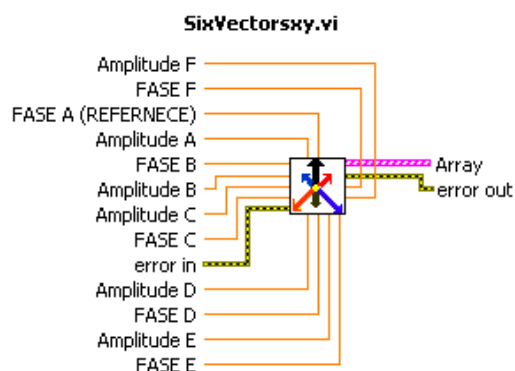 SixVectorsxy.vi
Amplitude F
FASE F
FASE A (REFERNECE)
Amplitude A
FASE B
Amplitude B
Amplitude C
FASE C
error in
Amplitude D
FASE D
Amplitude E
FASE E
Array
error out